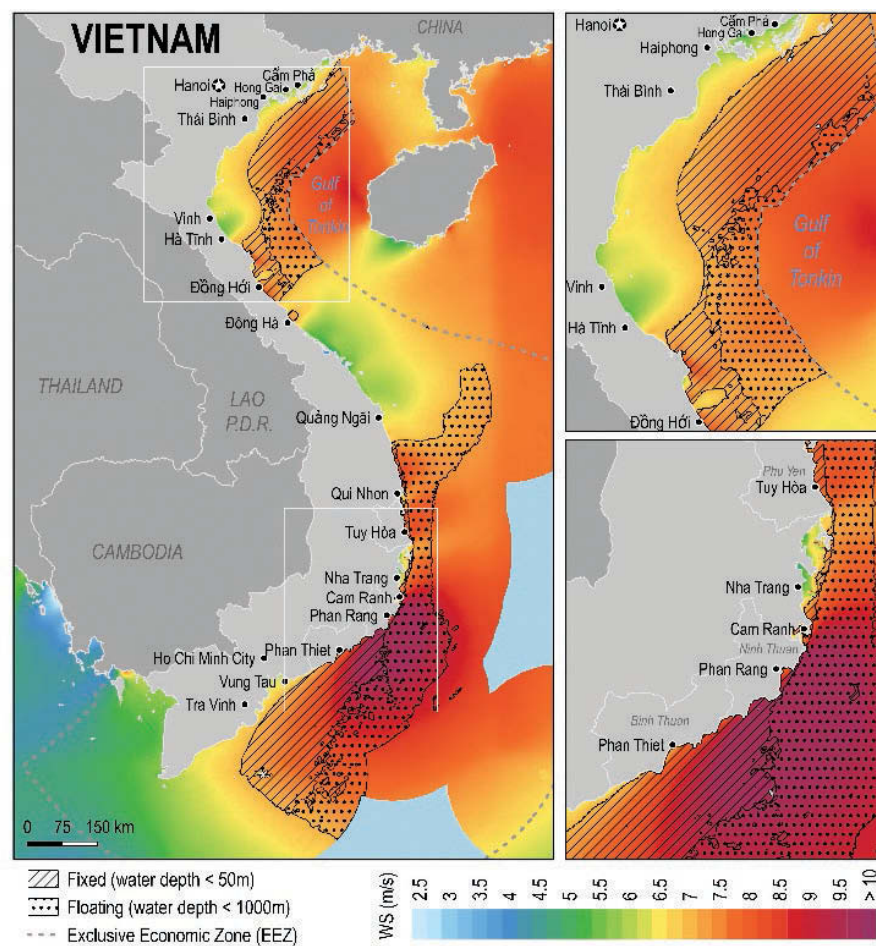 VIETNAM
CHINA
Hanoi
Cẩm Phả
Hong Gai
Haiphong
Thái Bình
Gulf
of
Tonkin
Vinh
Hà Tĩnh
Đồng Hới
Đông Hà
THAILAND
LAO
P.D.R.
Quảng Ngãi
Qui Nhon
Tuy Hòa
CAMBODIA
Nha Trang
Cam Ranh
Phan Rang
Phan Thiet
Ho Chi Minh City
Vung Tau
Tra Vinh
0 75 150 km
Hanoi
Cẩm Phả
Hong Ga
Haiphong
Thái Bình
Gulf
of
Tonkin
Vinh
Hà Tĩnh
Đồng Hới
Phu Yen
Tuy Hòa
Nha Trang
Cam Ranh
Ninh Thuan
Phan Rang
Binh Thuon
Phan Thiet
Fixed (water depth < 50m)
Floating (water depth < 1000m)
Exclusive Economic Zone (EEZ)
WS (m/s)
2.5 3 3.5 4 4.5 5 5.5 6 6.5 7 7.5 8 8.5 9 9.5 > 10